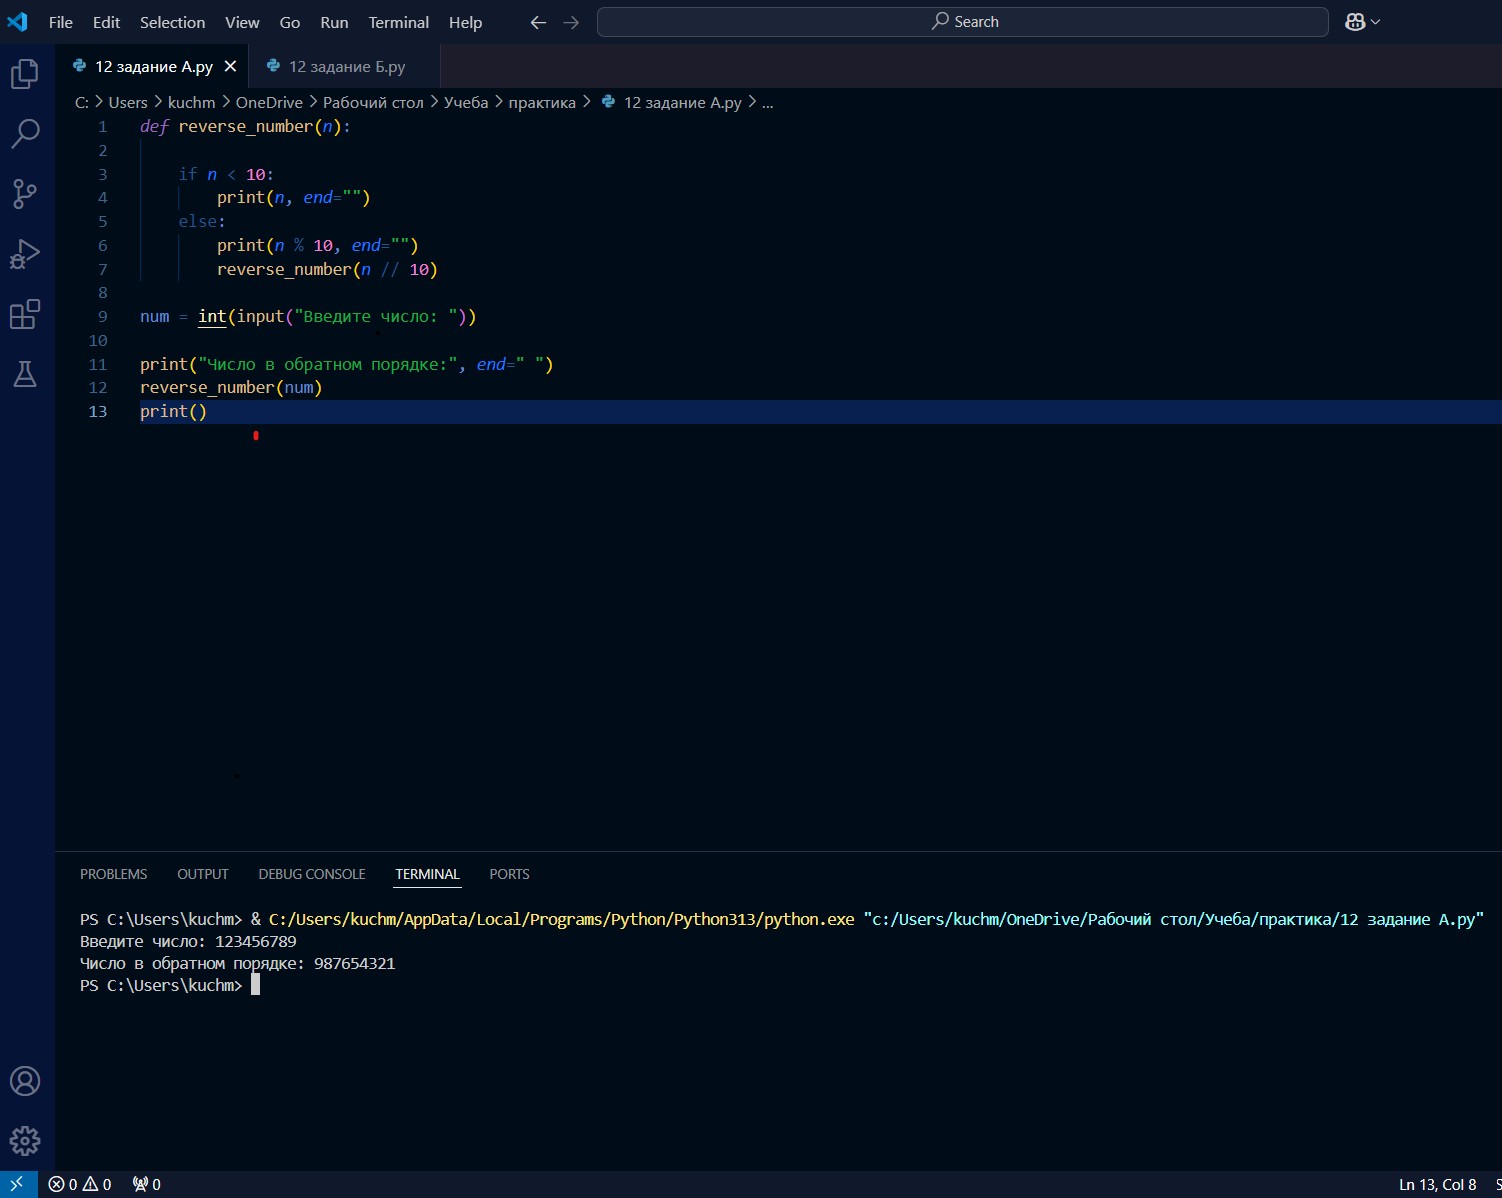 File Edit Selection View Go Run Terminal Help Search
12 задание А.py 12 задание Б.py
C: > Users > kuchm > OneDrive > Рабочий стол > Учеба > практика > 12 задание А.py > ...
1 def reverse_number(n):
2
3 if n < 10:
4 print(n, end="")
5 else:
6 print(n % 10, end="")
7 reverse_number(n // 10)
8
9 num = int(input("Введите число: "))
10
11 print("Число в обратном порядке:", end=" ")
12 reverse_number(num)
13 print()
PROBLEMS OUTPUT DEBUG CONSOLE TERMINAL PORTS
PS C:\Users\kuchm> & C:/Users/kuchm/AppData/Local/Programs/Python/Python313/python.exe "c:/Users/kuchm/OneDrive/Рабочий стол/Учеба/практика/12 задание А.py"
Введите число: 123456789
Число в обратном порядке: 987654321
PS C:\Users\kuchm>
0 0 0 Ln 13, Col 8